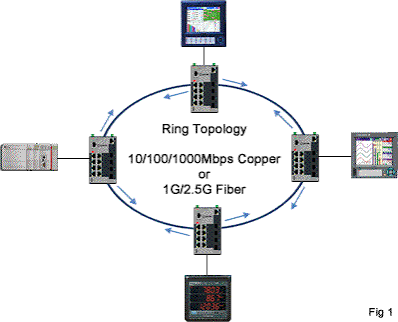 Ring Topology
10/100/1000Mbps Copper
or
1G/2.5G Fiber
Fig 1